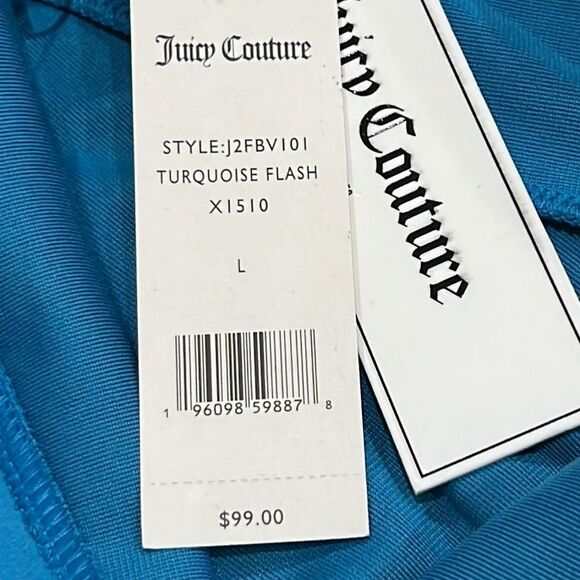 Juicy Couture
STYLE:J2FBV101
TURQUOISE FLASH
X1510
L
1 96098 59887 8
$99.00
Juicy Couture